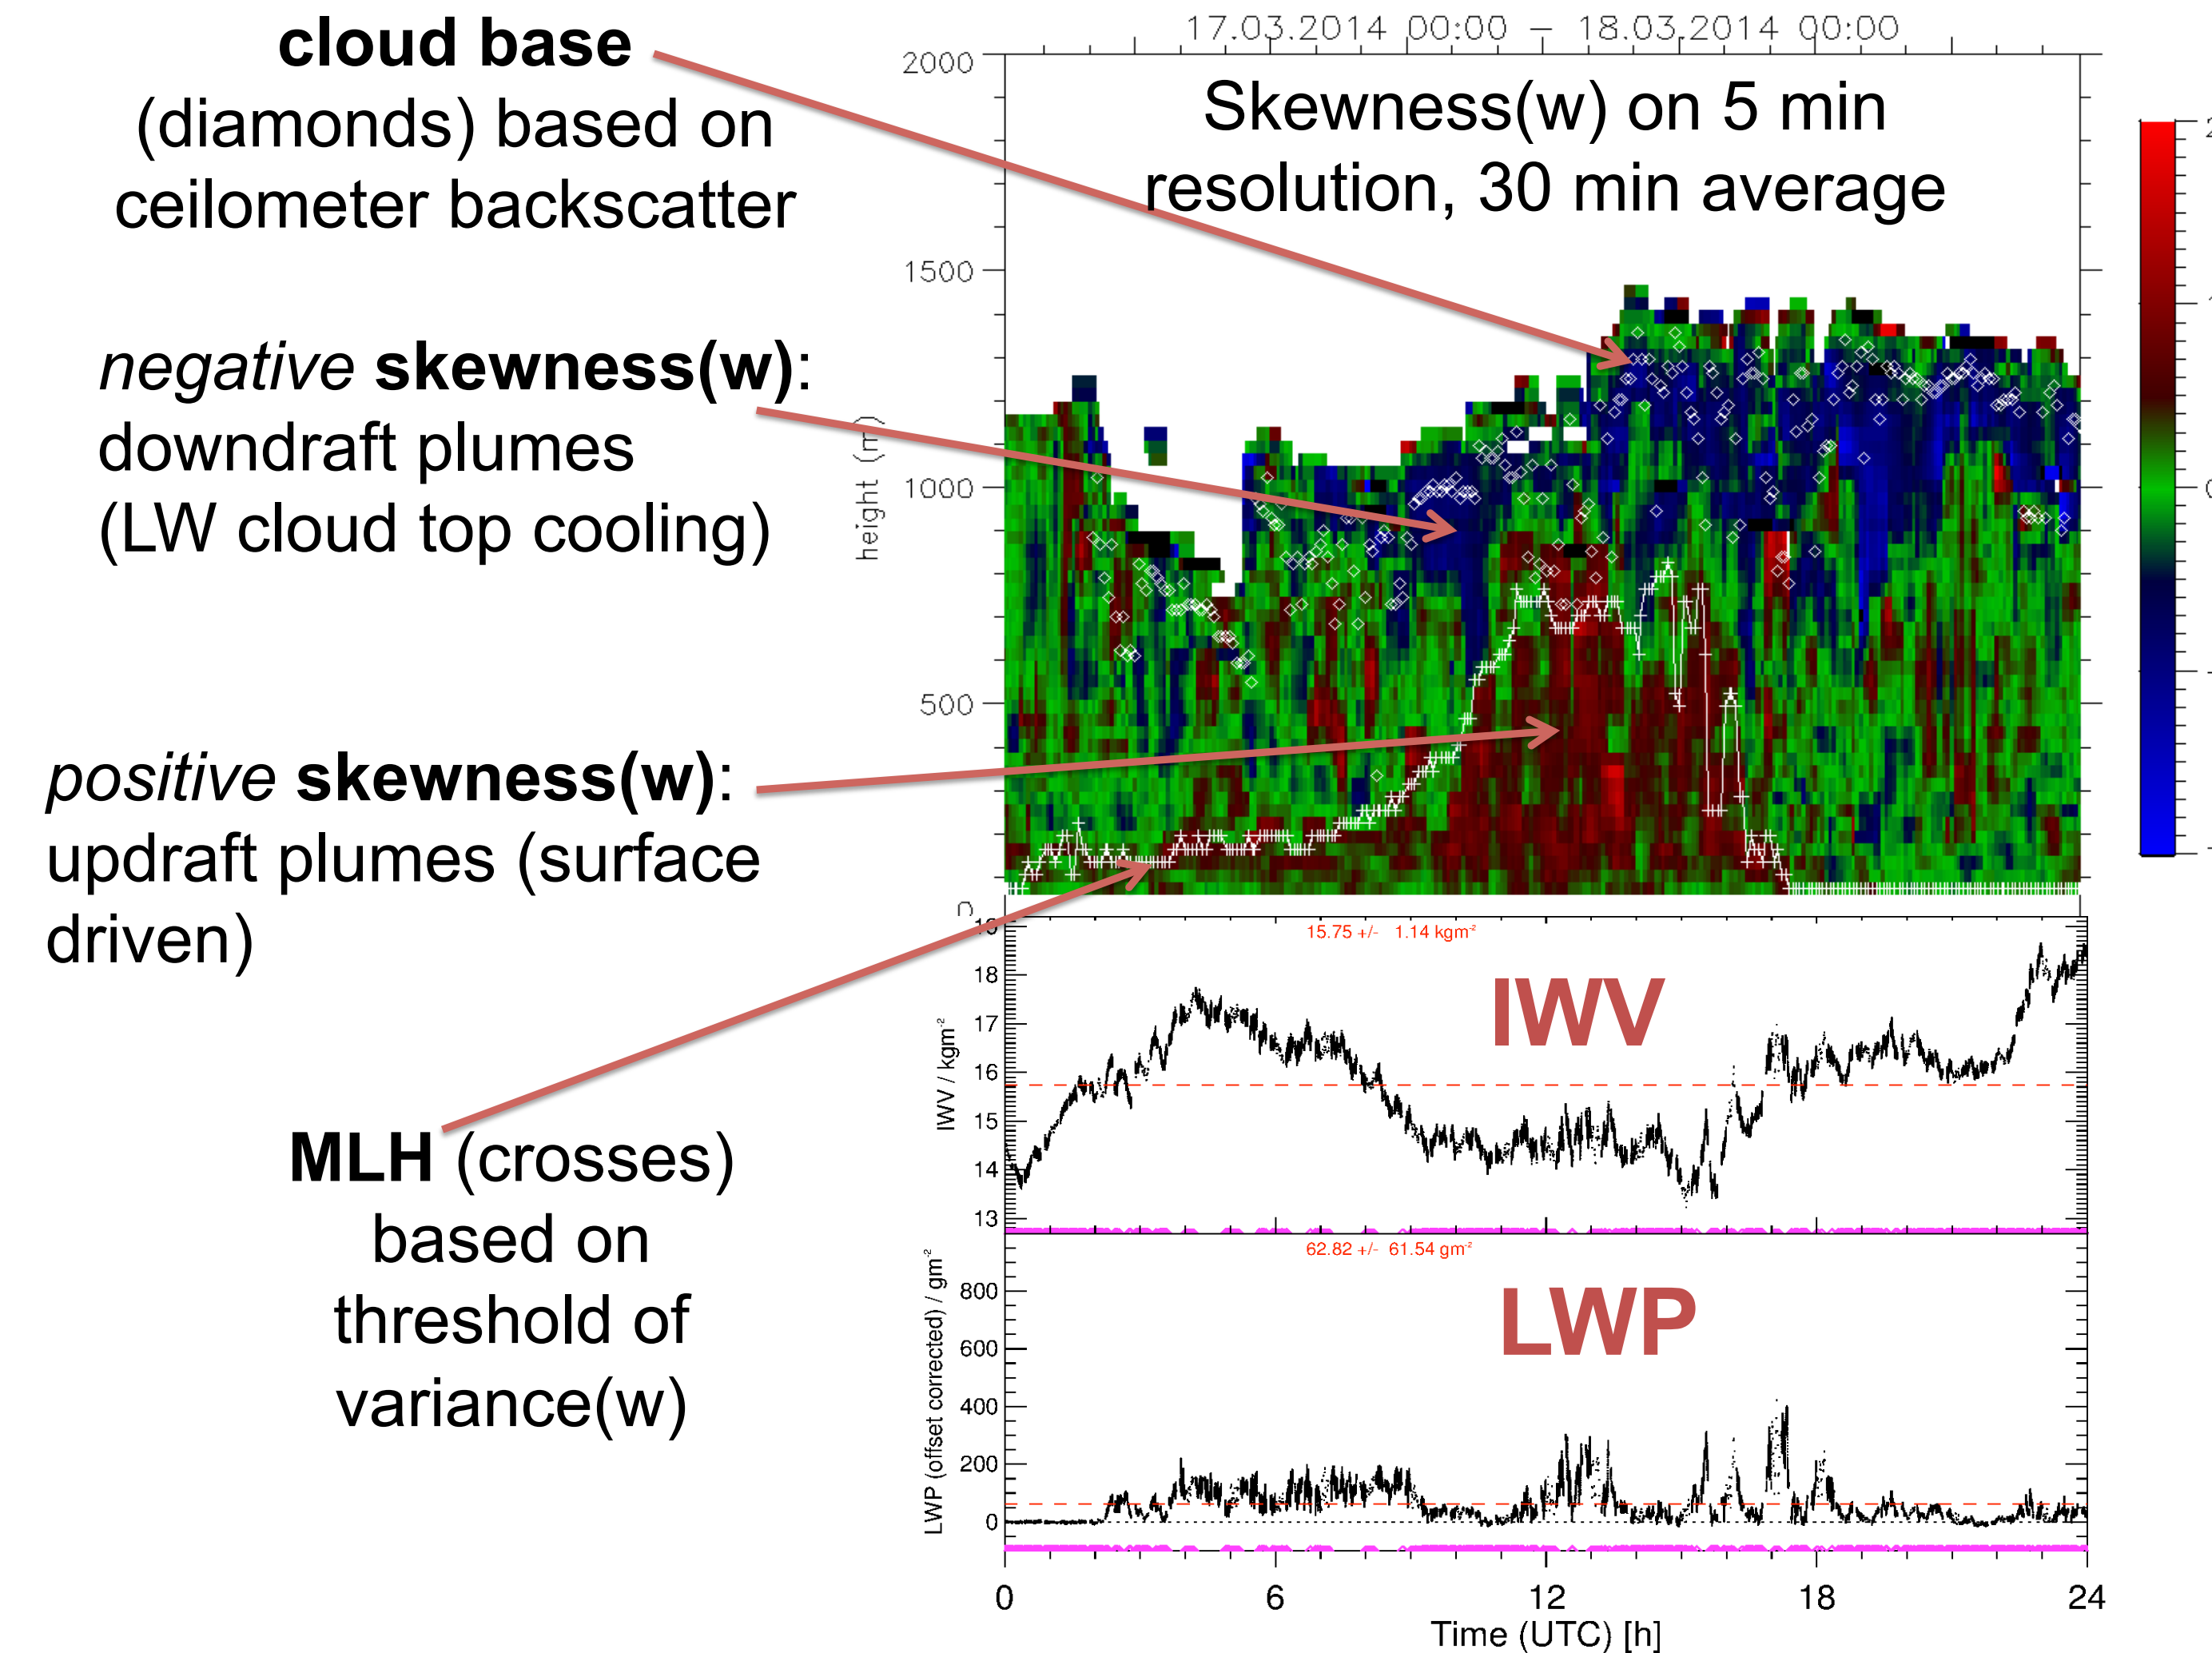 cloud base
(diamonds) based on
ceilometer backscatter
negative skewness(w):
downdraft plumes
(LW cloud top cooling)
positive skewness(w):
updraft plumes (surface
driven)
MLH (crosses)
based on
threshold of
variance(w)
17.03.2014 00:00 – 18.03.2014 00:00
Skewness(w) on 5 min
resolution, 30 min average
height (m)
2000
1500
1000
500
0
15.75 +/- 1.14 kgm-2
IWV
IWV / kgm-2
18
17
16
15
14
13
62.82 +/- 61.54 gm-2
LWP
LWP (offset corrected) / gm-2
800
600
400
200
0
0 6 12 18 24
Time (UTC) [h]